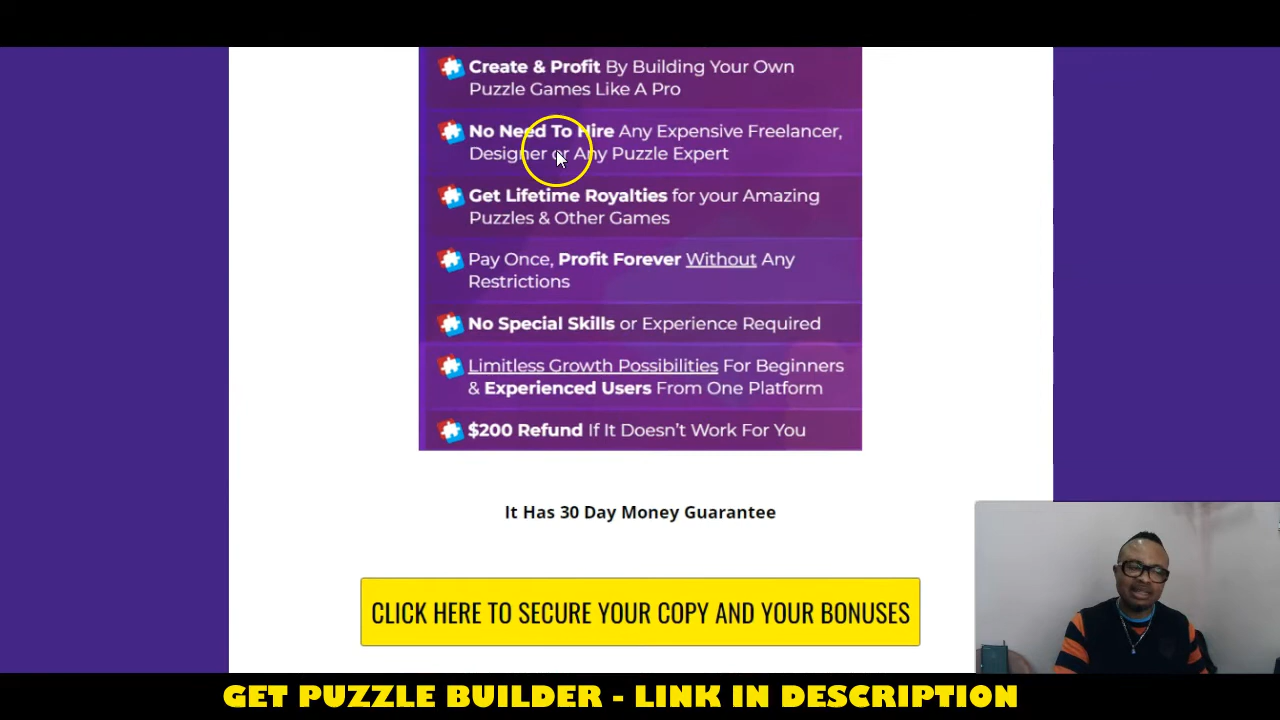 Create & Profit By Building Your Own
Puzzle Games Like A Pro
No Need To Hire Any Expensive Freelancer,
Designer or Any Puzzle Expert
Get Lifetime Royalties for your Amazing
Puzzles & Other Games
Pay Once, Profit Forever Without Any
Restrictions
No Special Skills or Experience Required
Limitless Growth Possibilities For Beginners
& Experienced Users From One Platform
$200 Refund If It Doesn't Work For You
It Has 30 Day Money Guarantee
CLICK HERE TO SECURE YOUR COPY AND YOUR BONUSES
GET PUZZLE BUILDER - LINK IN DESCRIPTION